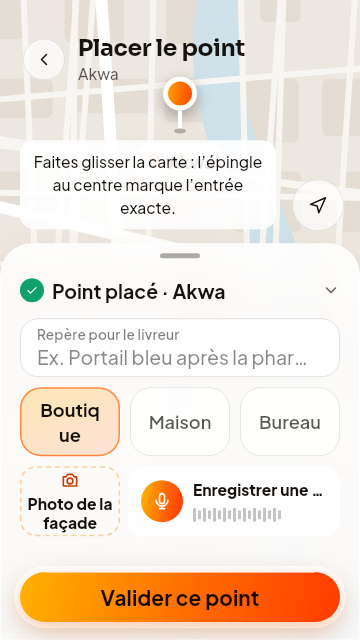 Placer le point
Akwa
Faites glisser la carte : l’épingle
au centre marque l’entrée
exacte.
Point placé · Akwa
Repère pour le livreur
Ex. Portail bleu après la phar…
Boutiq
ue
Maison
Bureau
Photo de la
façade
Enregistrer une …
Valider ce point